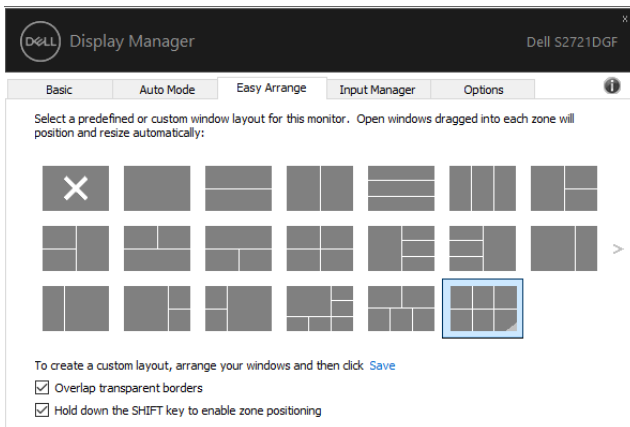 DELL Display Manager Dell S2721DGF
Basic Auto Mode Easy Arrange Input Manager Options
Select a predefined or custom window layout for this monitor. Open windows dragged into each zone will
position and resize automatically:
To create a custom layout, arrange your windows and then click Save
Overlap transparent borders
Hold down the SHIFT key to enable zone positioning